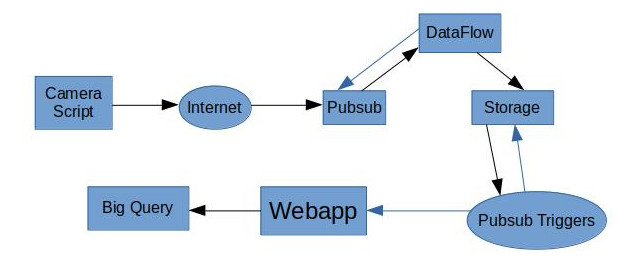 DataFlow
Camera
Script
Internet
Pubsub
Storage
Big Query
Webapp
Pubsub Triggers